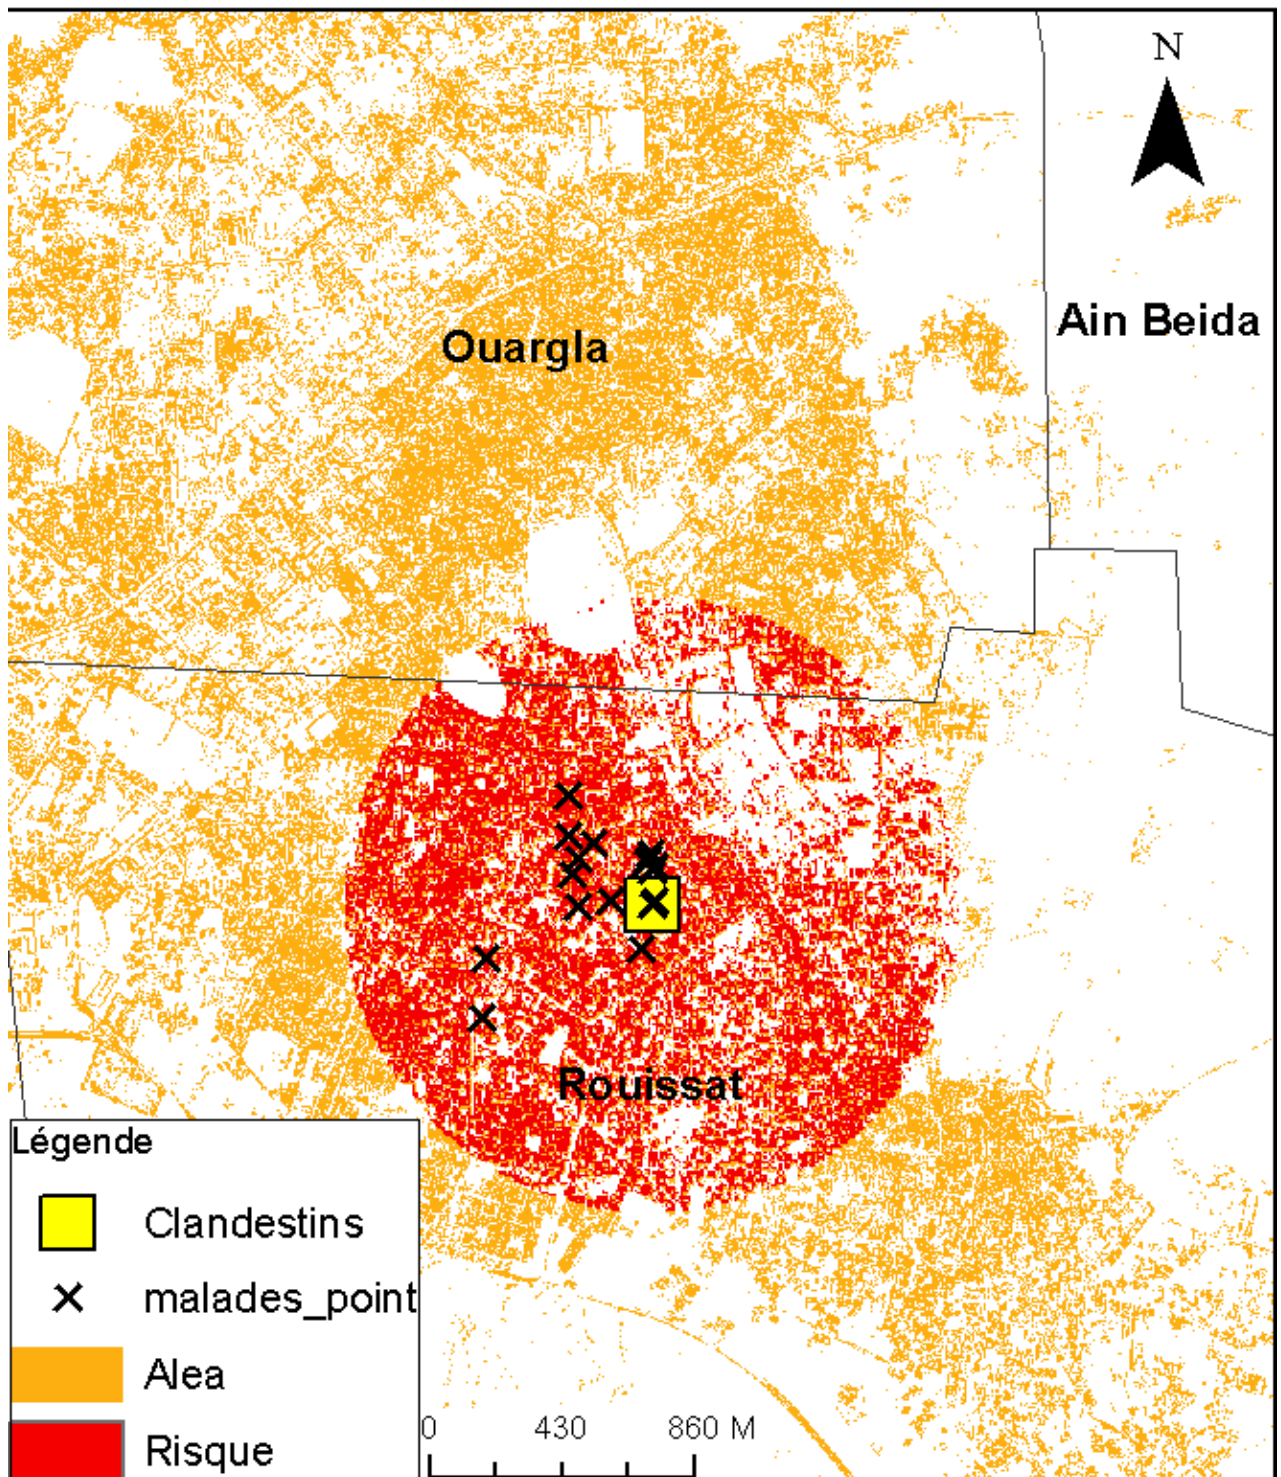 N
Ain Beida
Ouargla
Rouissat
Légende
Clandestins
malades_point
Alea
Risque
0 430 860 M